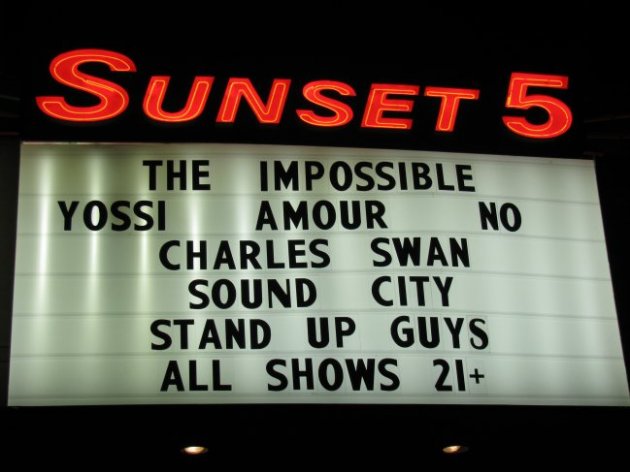 SUNSET 5
THE IMPOSSIBLE
YOSSI AMOUR NO
CHARLES SWAN
SOUND CITY
STAND UP GUYS
ALL SHOWS 21+